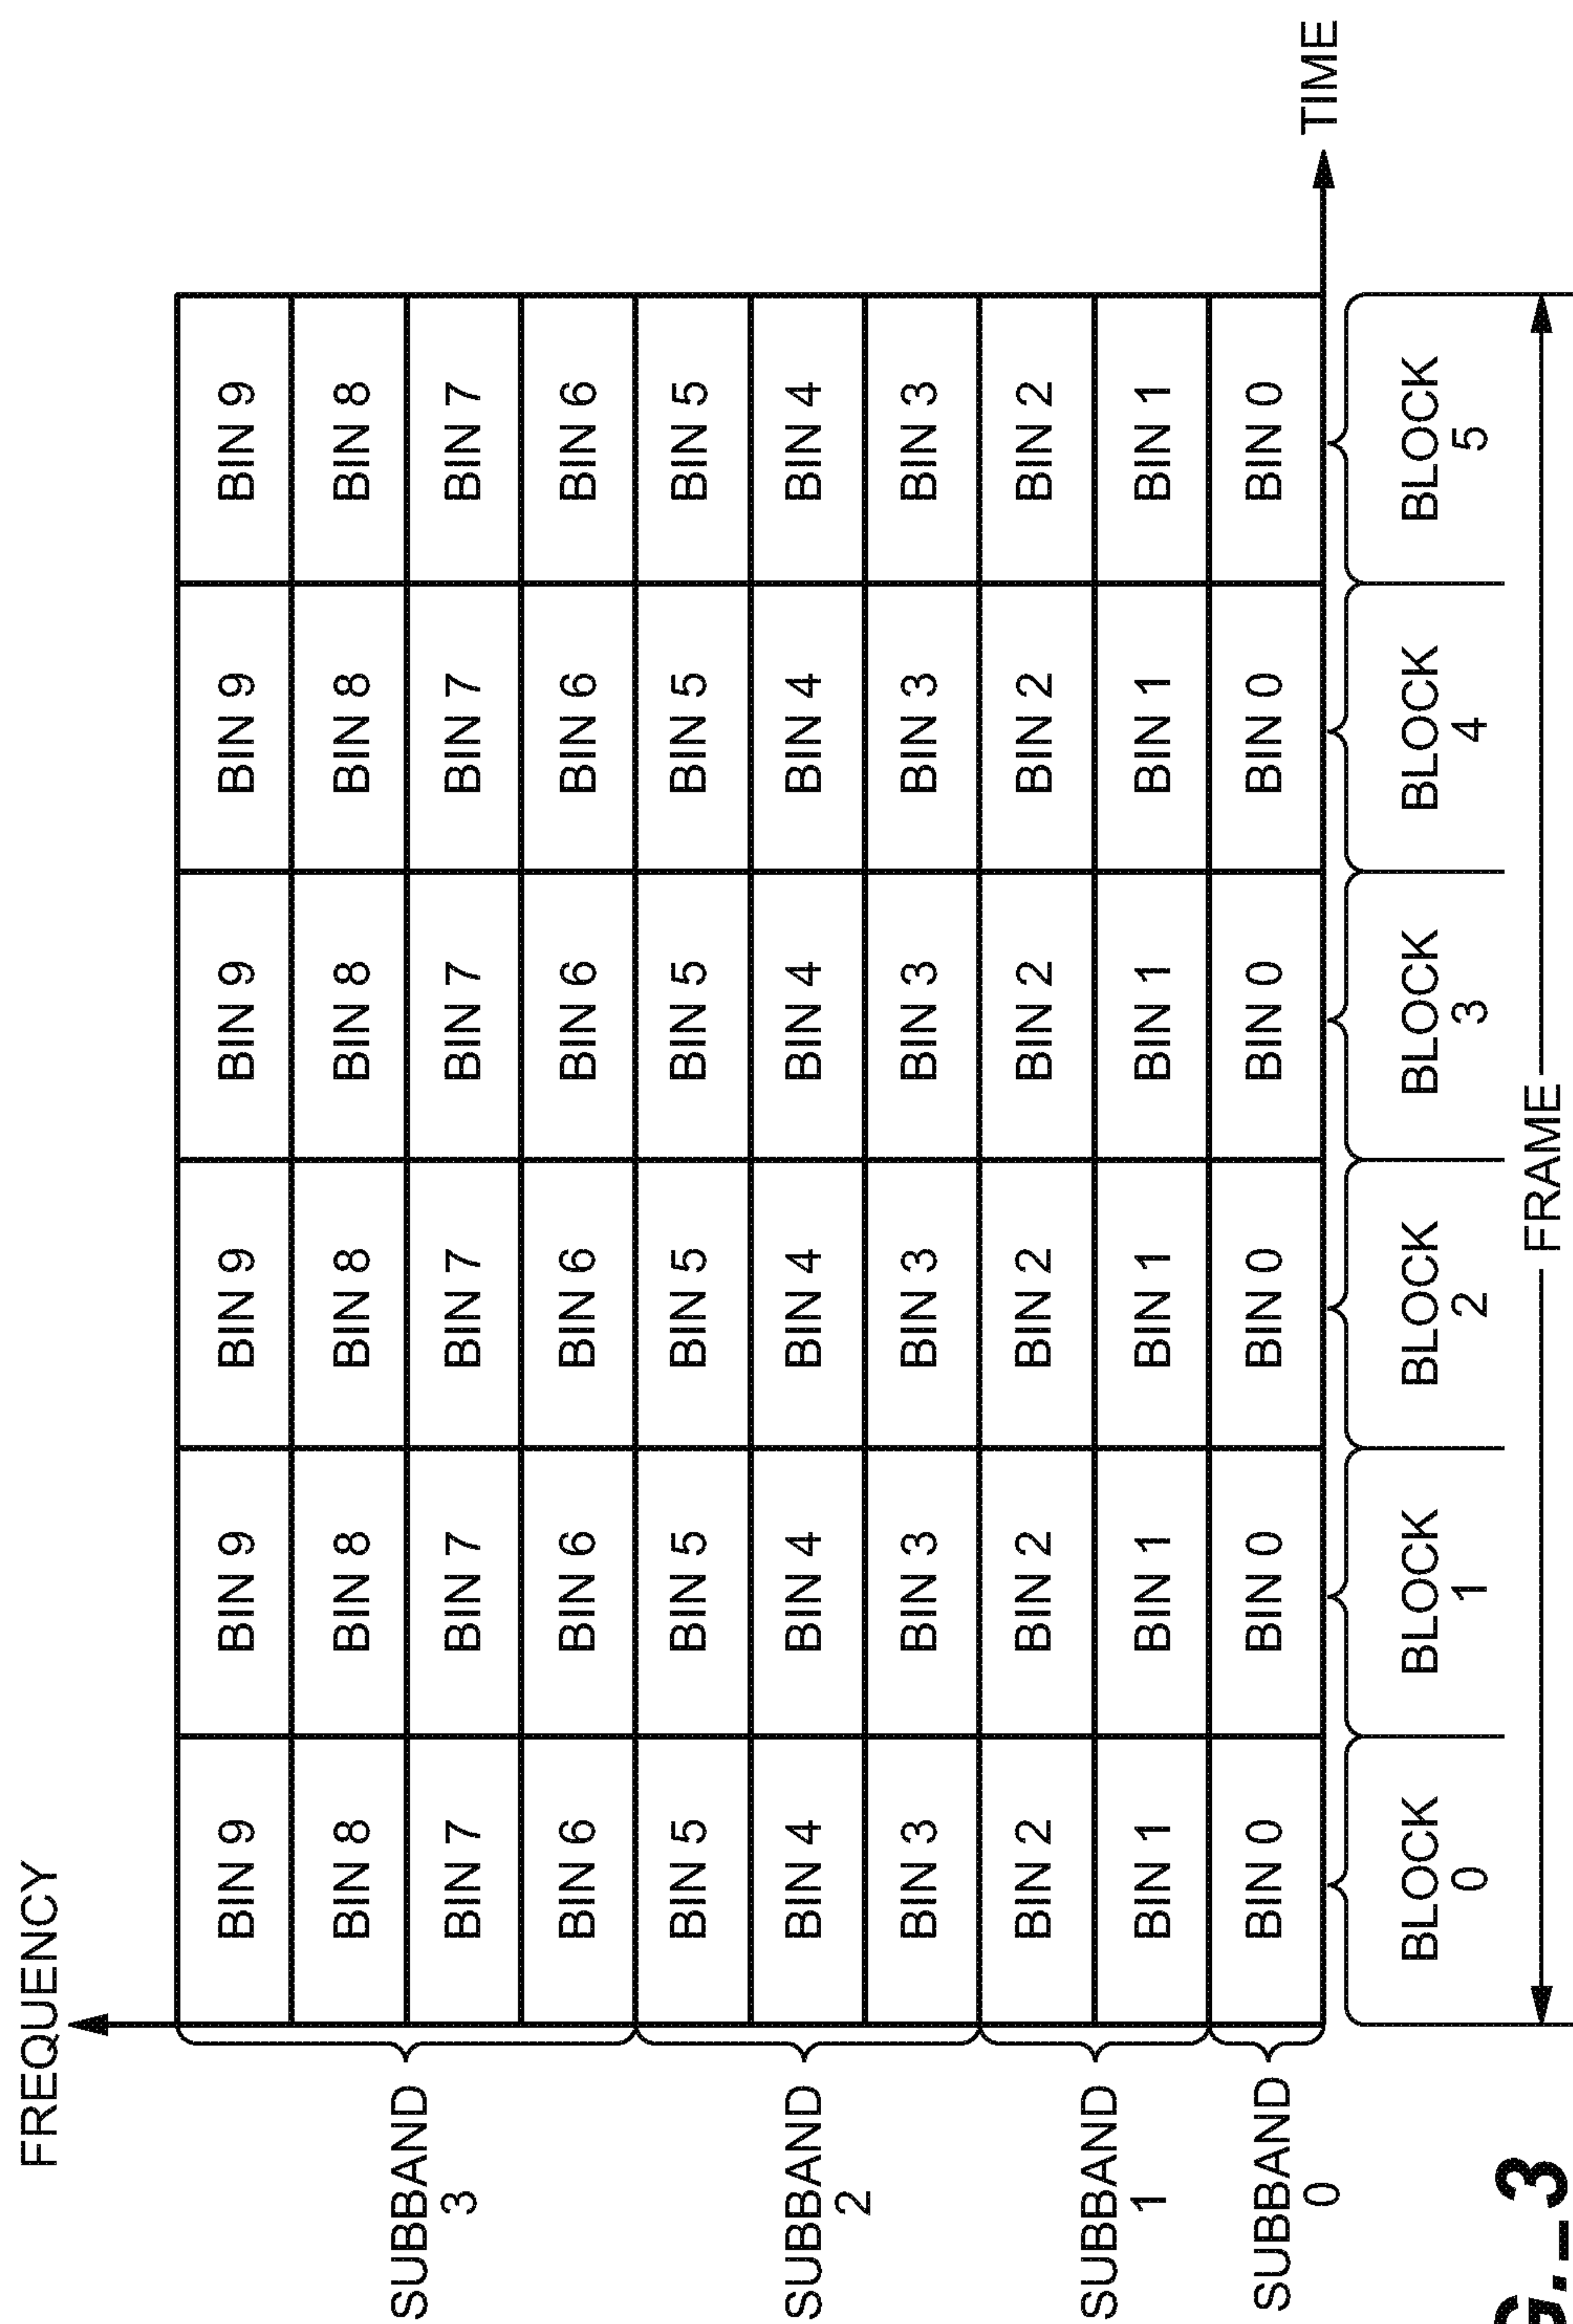 FREQUENCY
SUBBAND
3
BIN 9 BIN 9 BIN 9 BIN 9 BIN 9 BIN 9
BIN 8 BIN 8 BIN 8 BIN 8 BIN 8 BIN 8
BIN 7 BIN 7 BIN 7 BIN 7 BIN 7 BIN 7
BIN 6 BIN 6 BIN 6 BIN 6 BIN 6 BIN 6
SUBBAND
2
BIN 5 BIN 5 BIN 5 BIN 5 BIN 5 BIN 5
BIN 4 BIN 4 BIN 4 BIN 4 BIN 4 BIN 4
BIN 3 BIN 3 BIN 3 BIN 3 BIN 3 BIN 3
SUBBAND
1
BIN 2 BIN 2 BIN 2 BIN 2 BIN 2 BIN 2
BIN 1 BIN 1 BIN 1 BIN 1 BIN 1 BIN 1
SUBBAND
0
BIN 0 BIN 0 BIN 0 BIN 0 BIN 0 BIN 0
TIME
BLOCK BLOCK BLOCK BLOCK BLOCK BLOCK
0 1 2 3 4 5
FRAME
G._3